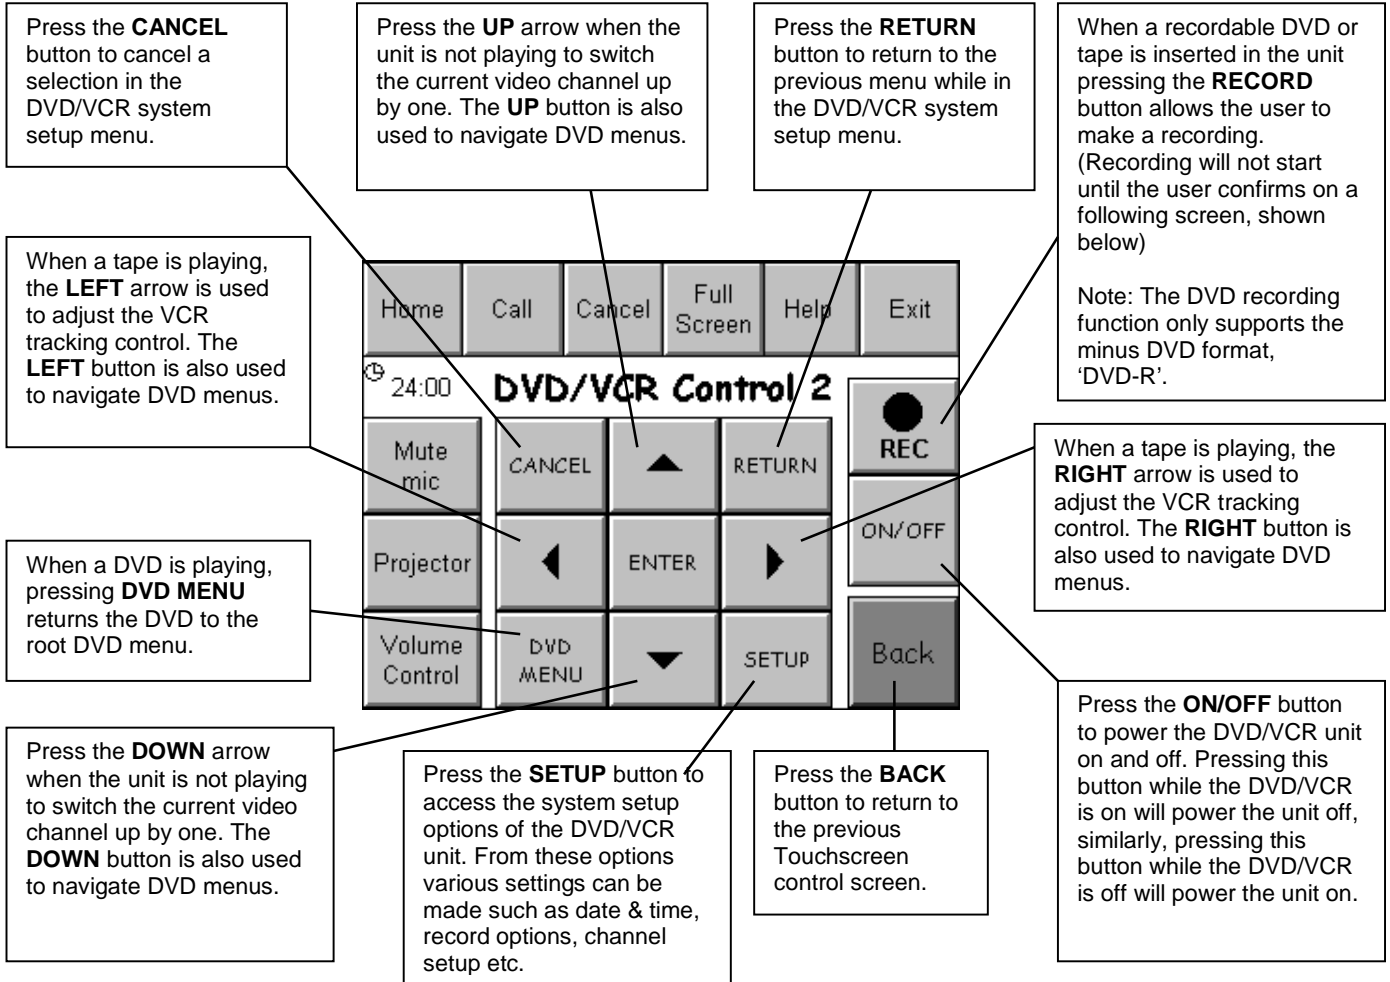 Press the CANCEL
button to cancel a
selection in the
DVD/VCR system
setup menu.
Press the UP arrow when the
unit is not playing to switch
the current video channel up
by one. The UP button is also
used to navigate DVD menus.
Press the RETURN
button to return to the
previous menu while in
the DVD/VCR system
setup menu.
When a recordable DVD or
tape is inserted in the unit
pressing the RECORD
button allows the user to
make a recording.
(Recording will not start
until the user confirms on a
following screen, shown
below)
Note: The DVD recording
function only supports the
minus DVD format,
‘DVD-R’.
When a tape is playing,
the LEFT arrow is used
to adjust the VCR
tracking control. The
LEFT button is also used
to navigate DVD menus.
Home
Call
Cancel
Full
Screen
Help
Exit
24:00
DVD/VCR Control 2
REC
Mute
mic
CANCEL
RETURN
ON/OFF
Projector
ENTER
Volume
Control
DVD
MENU
SETUP
Back
When a tape is playing, the
RIGHT arrow is used to
adjust the VCR tracking
control. The RIGHT button is
also used to navigate DVD
menus.
When a DVD is playing,
pressing DVD MENU
returns the DVD to the
root DVD menu.
Press the DOWN arrow
when the unit is not playing
to switch the current video
channel up by one. The
DOWN button is also used
to navigate DVD menus.
Press the SETUP button to
access the system setup
options of the DVD/VCR
unit. From these options
various settings can be
made such as date & time,
record options, channel
setup etc.
Press the BACK
button to return to
the previous
Touchscreen
control screen.
Press the ON/OFF button
to power the DVD/VCR unit
on and off. Pressing this
button while the DVD/VCR
is on will power the unit off,
similarly, pressing this
button while the DVD/VCR
is off will power the unit on.